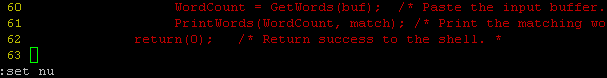 60 WordCount = GetWords(buf); /* Paste the input buffer.
61 PrintWords(WordCount, match); /* Print the matching wo
62 return(0); /* Return success to the shell. *
63
:set nu